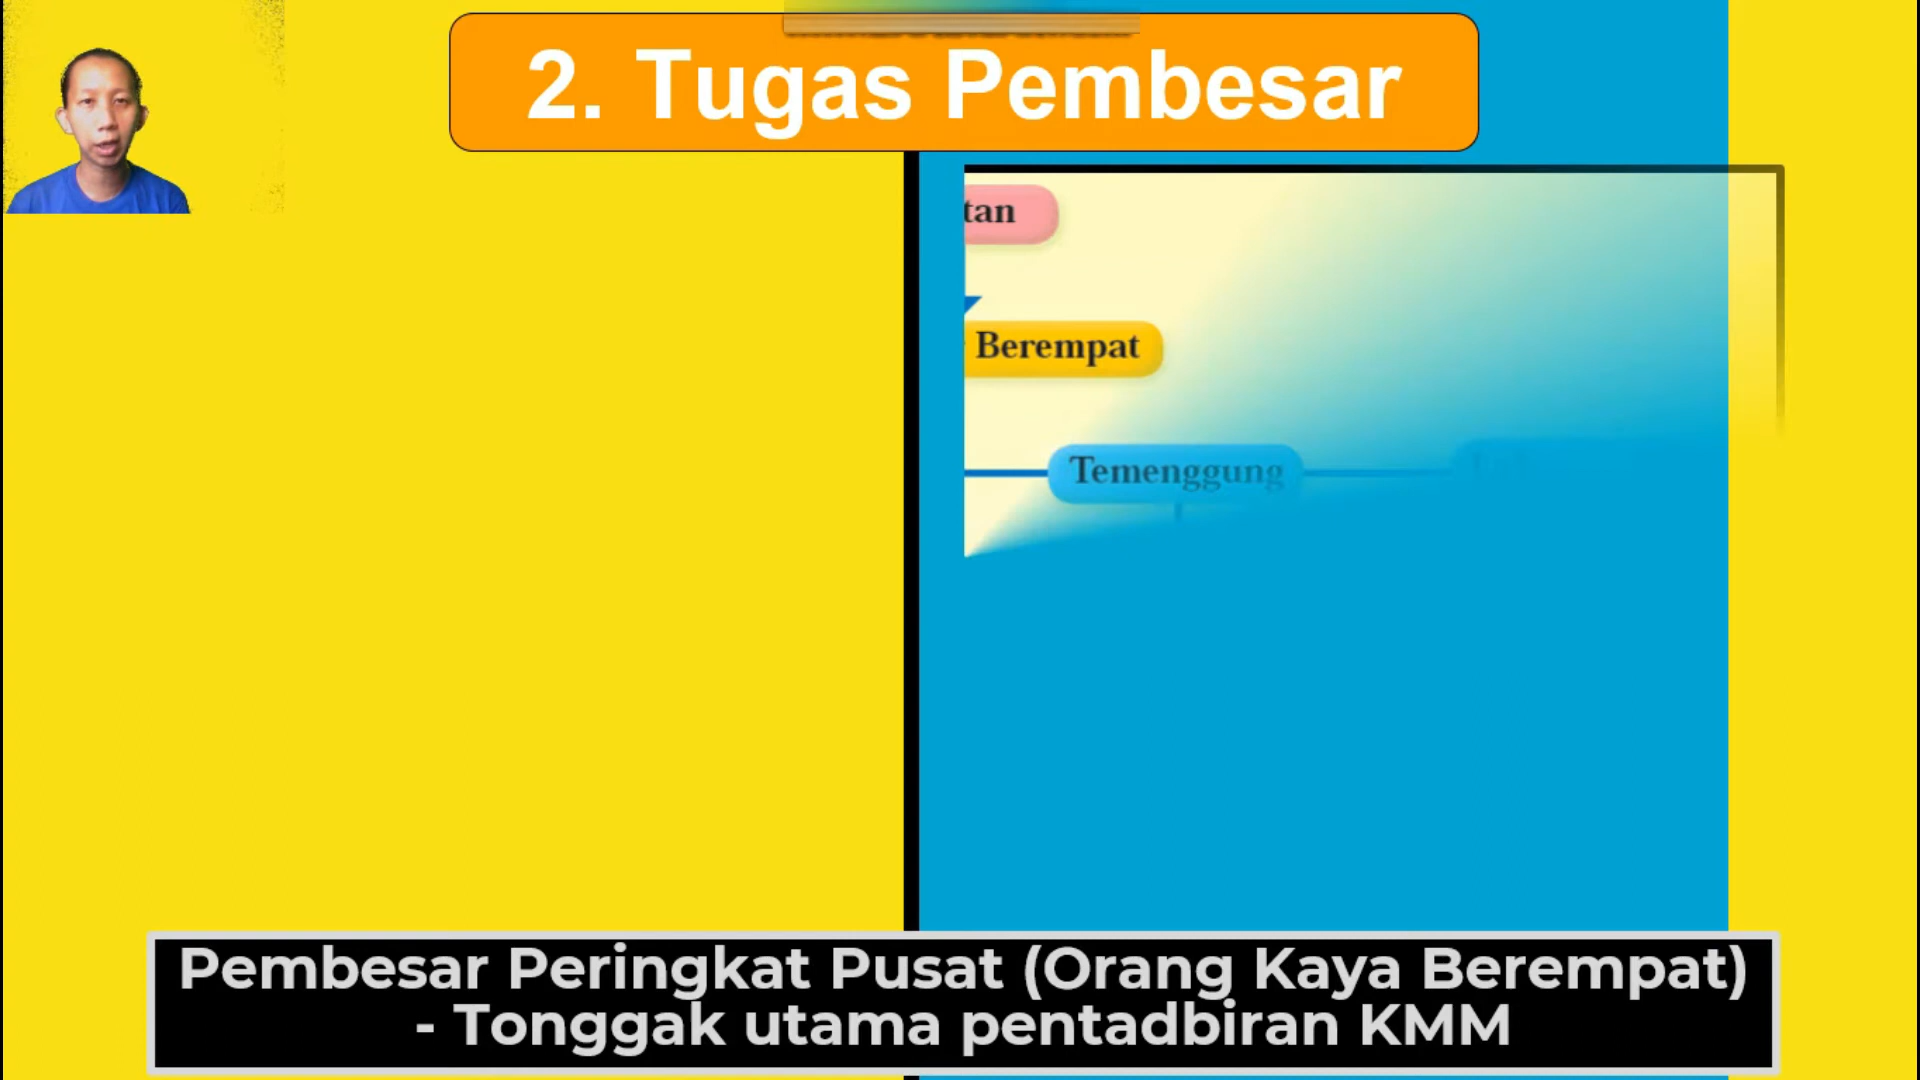 2. Tugas Pembesar
tan
Berempat
Temenggung
Pembesar Peringkat Pusat (Orang Kaya Berempat)
- Tonggak utama pentadbiran KMM